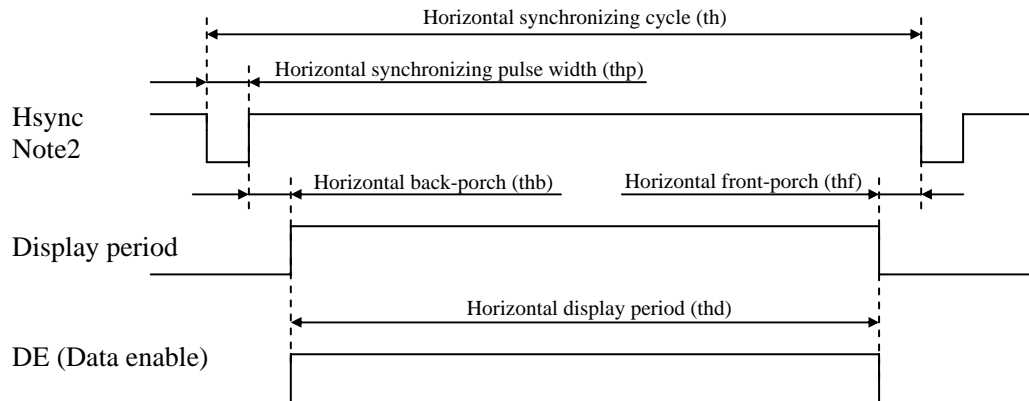 Horizontal synchronizing cycle (th)
Horizontal synchronizing pulse width (thp)
Hsync
Note2
Horizontal back-porch (thb)
Horizontal front-porch (thf)
Display period
Horizontal display period (thd)
DE (Data enable)